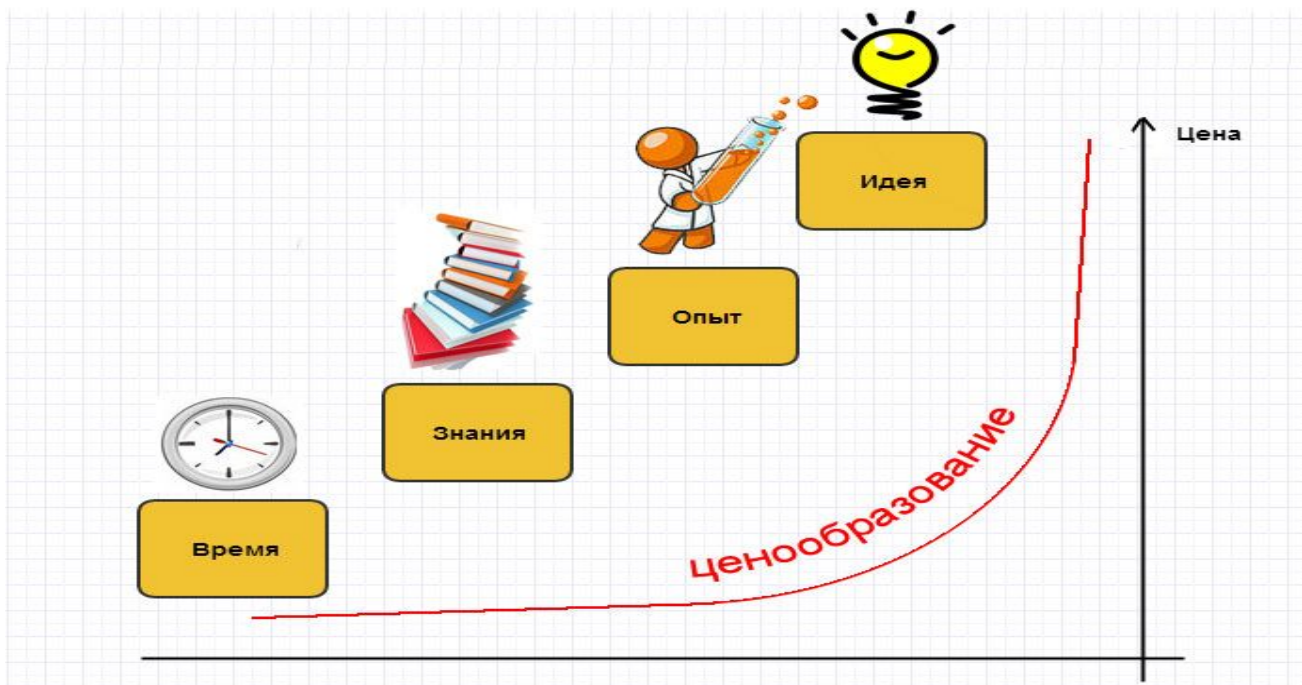 Цена
Идея
Опыт
Знания
ценообразование
Время